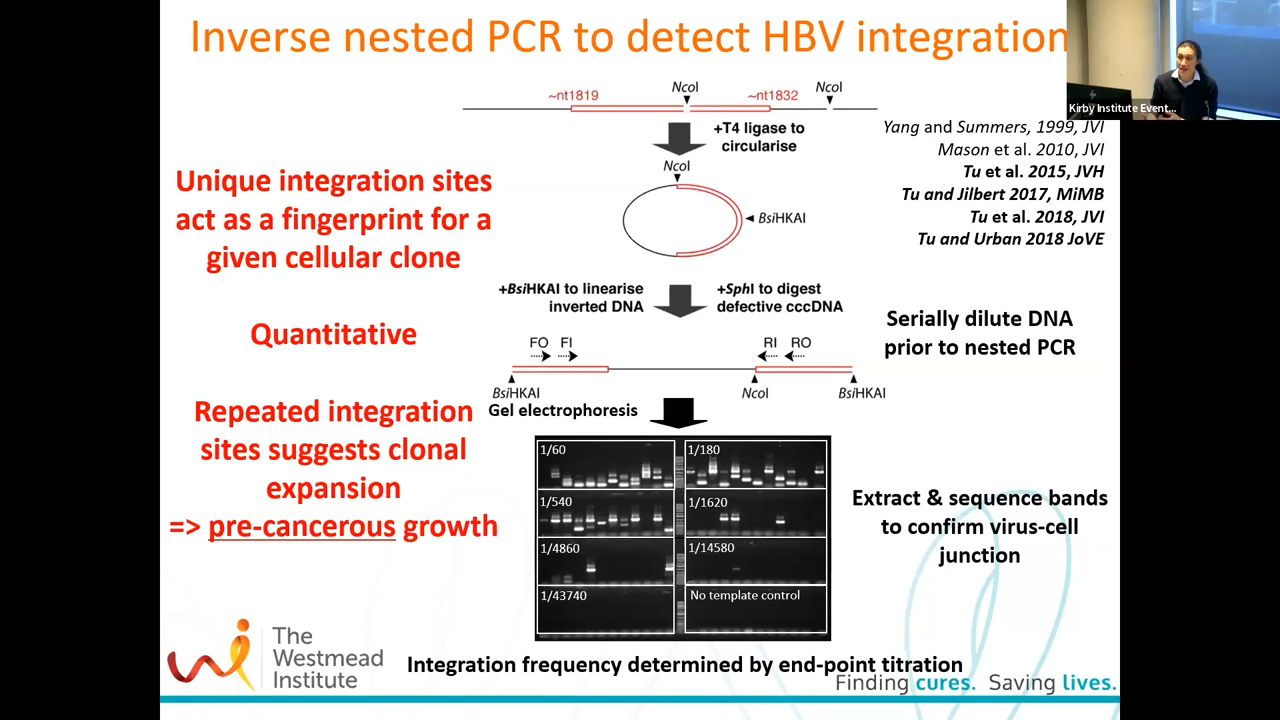 Inverse nested PCR to detect HBV integration
Kirby Institute Event...
NcoI
NcoI
~nt1819
~nt1832
+T4 ligase to
circularise
NcoI
BsiHKAI
+BsiHKAI to linearise
inverted DNA
+SphI to digest
defective cccDNA
FO
FI
RI
RO
BsiHKAI
NcoI
BsiHKAI
Gel electrophoresis
1/60
1/180
1/540
1/1620
1/4860
1/14580
1/43740
No template control
Unique integration sites
act as a fingerprint for a
given cellular clone
Quantitative
Repeated integration
sites suggests clonal
expansion
=> pre-cancerous growth
Yang and Summers, 1999, JVI
Mason et al. 2010, JVI
Tu et al. 2015, JVH
Tu and Jilbert 2017, MiMB
Tu et al. 2018, JVI
Tu and Urban 2018 JoVE
Serially dilute DNA
prior to nested PCR
Extract & sequence bands
to confirm virus-cell
junction
The
Westmead
Institute
Integration frequency determined by end-point titration
Finding cures. Saving lives.